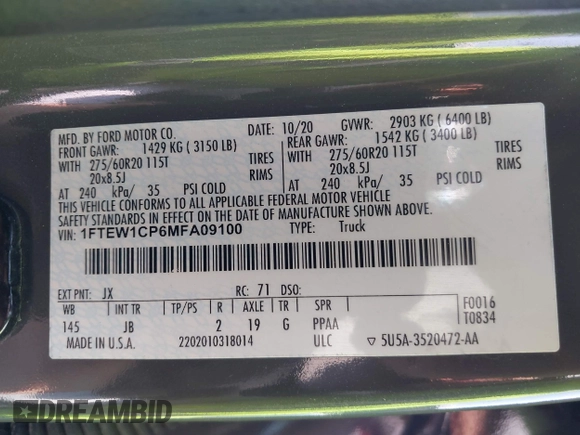 MFD. BY FORD MOTOR CO.
DATE: 10/20 GVWR: 2903 KG ( 6400 LB)
FRONT GAWR: 1429 KG ( 3150 LB)
REAR GAWR: 1542 KG ( 3400 LB)
WITH 275/60R20 115T TIRES
20x8.5J RIMS
AT 240 kPa/ 35 PSI COLD
WITH 275/60R20 115T TIRES
20x8.5J RIMS
AT 240 kPa/ 35 PSI COLD
THIS VEHICLE CONFORMS TO ALL APPLICABLE FEDERAL MOTOR VEHICLE
SAFETY STANDARDS IN EFFECT ON THE DATE OF MANUFACTURE SHOWN ABOVE.
VIN: 1FTEW1CP6MFA09100 TYPE: Truck
EXT PNT: JX RC: 71 DSO:
WB INT TR TP/PS R AXLE TR SPR
145 JB 2 19 G PPAA
F0016
T0834
MADE IN U.S.A. 2202010318014 ULC ▽ 5U5A-3520472-AA
DREAMBID